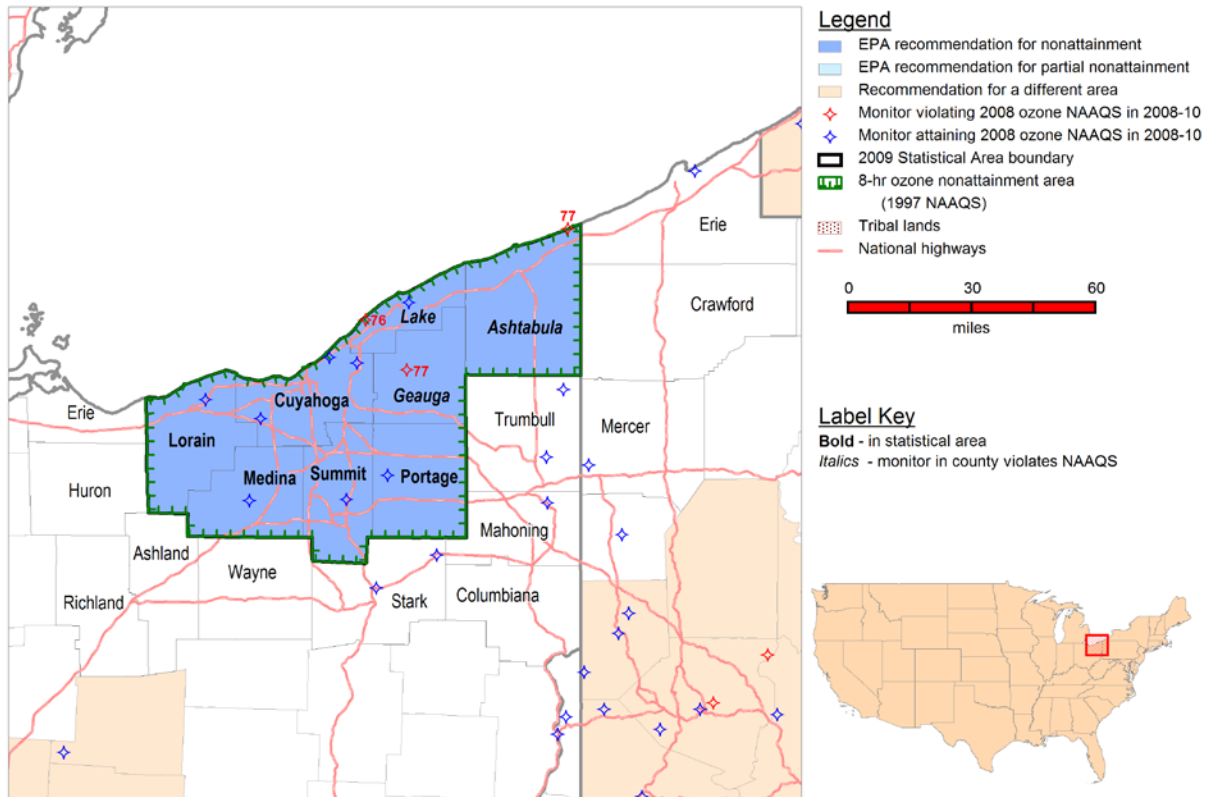 Legend
EPA recommendation for nonattainment
EPA recommendation for partial nonattainment
Recommendation for a different area
Monitor violating 2008 ozone NAAQS in 2008-10
Monitor attaining 2008 ozone NAAQS in 2008-10
2009 Statistical Area boundary
8-hr ozone nonattainment area
(1997 NAAQS)
Tribal lands
National highways
0 30 60
miles
Label Key
Bold - in statistical area
Italics - monitor in county violates NAAQS
77
Erie
Crawford
76
Lake
Ashtabula
77
Geauga
Cuyahoga
Erie
Trumbull
Mercer
Lorain
Medina
Summit
Portage
Huron
Mahoning
Ashland
Wayne
Richland
Stark
Columbiana